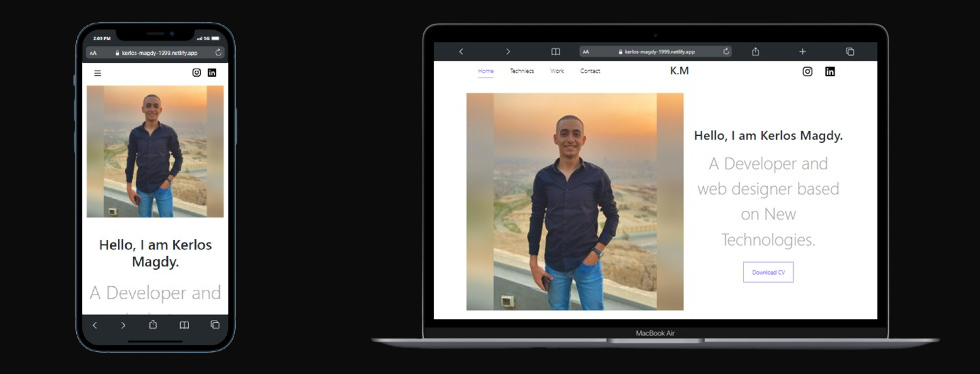 2:03 PM
5G
AA kerlos-magdy-1999.netlify.app
Hello, I am Kerlos
Magdy.
A Developer and
AA kerlos-magdy-1999.netlify.app
Home Techniecs Work Contact K.M
Hello, I am Kerlos Magdy.
A Developer and
web designer based
on New
Technologies.
Download CV
MacBook Air